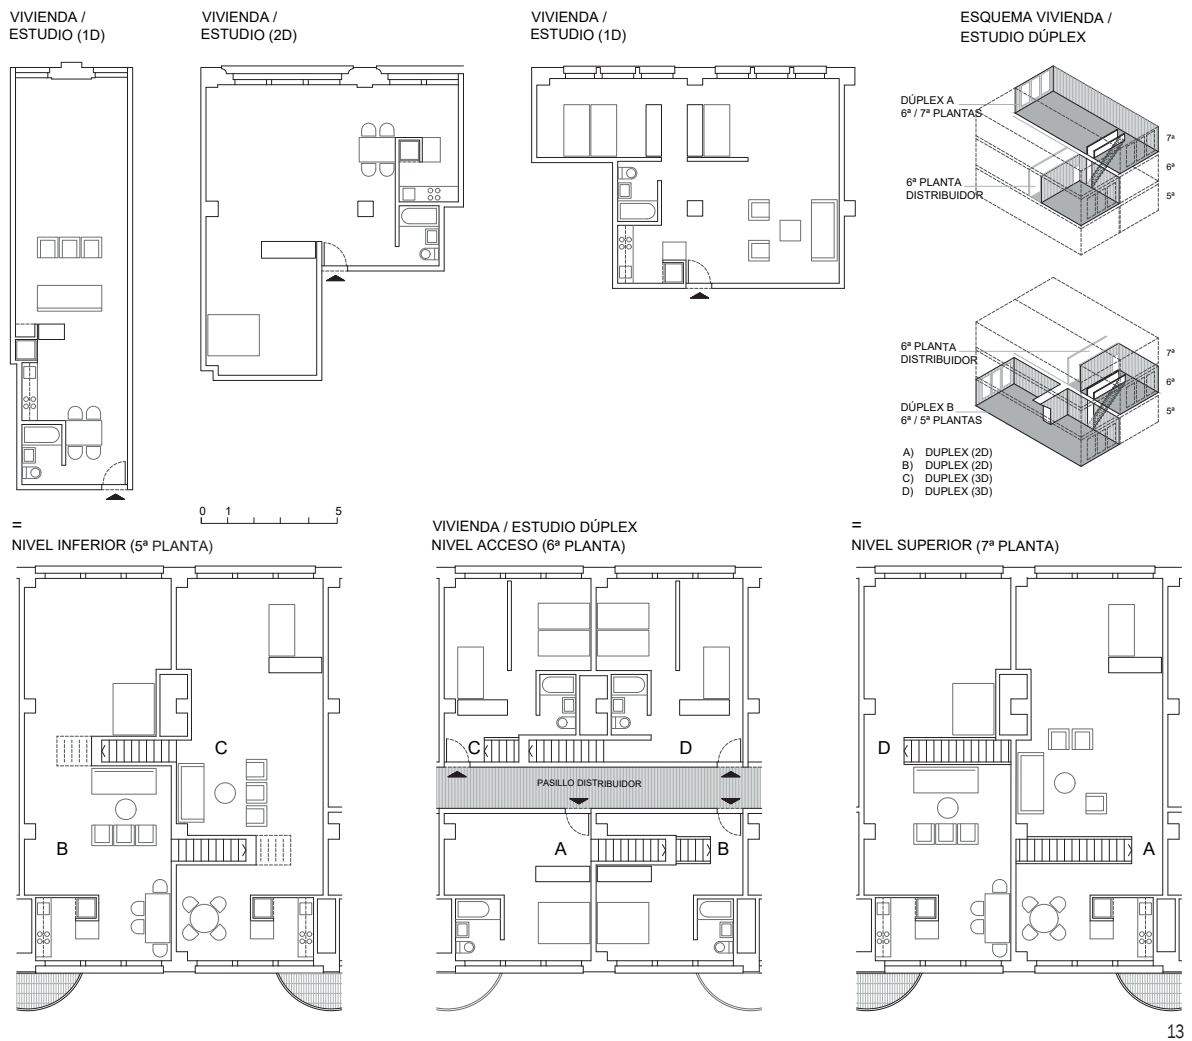 VIVIENDA /
ESTUDIO (1D)
VIVIENDA /
ESTUDIO (2D)
VIVIENDA /
ESTUDIO (1D)
ESQUEMA VIVIENDA /
ESTUDIO DÚPLEX
DÚPLEX A
6ª / 7ª PLANTAS
7ª
6ª
5ª
6ª PLANTA
DISTRIBUIDOR
6ª PLANTA
DISTRIBUIDOR
7ª
6ª
5ª
DÚPLEX B
6ª / 5ª PLANTAS
A) DUPLEX (2D)
B) DUPLEX (2D)
C) DUPLEX (3D)
D) DUPLEX (3D)
0 1 5
=
NIVEL INFERIOR (5ª PLANTA)
VIVIENDA / ESTUDIO DÚPLEX
NIVEL ACCESO (6ª PLANTA)
=
NIVEL SUPERIOR (7ª PLANTA)
C
B
C
D
PASILLO DISTRIBUIDOR
A
B
D
A
13